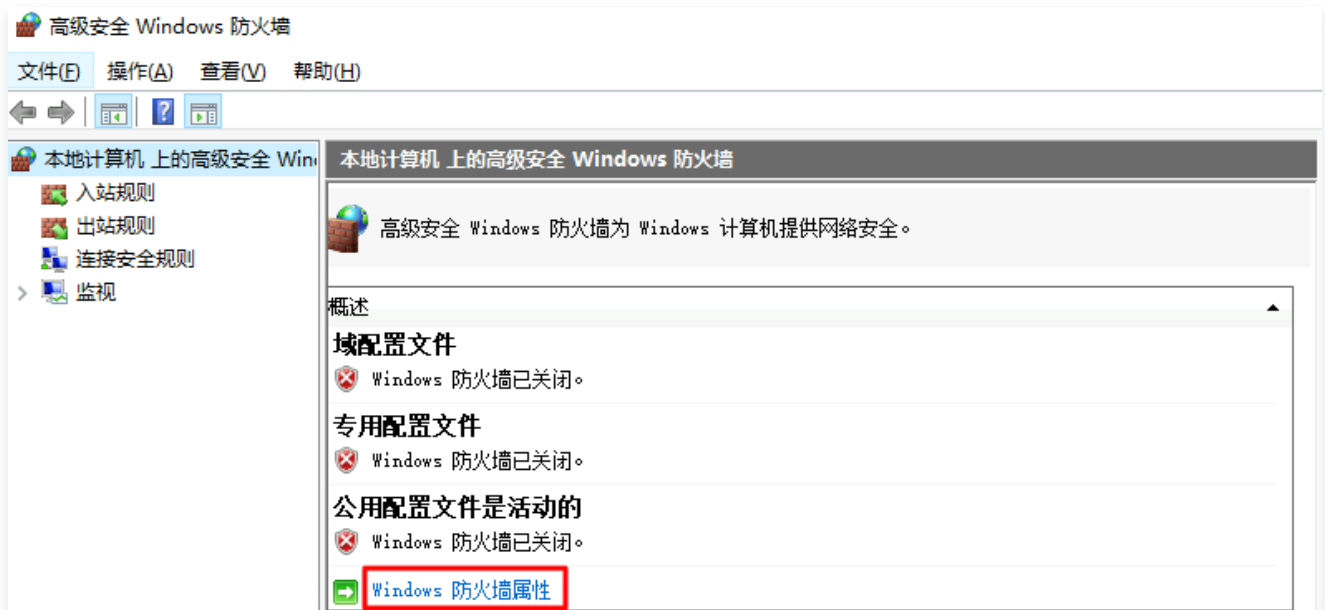 高级安全 Windows 防火墙
文件(F) 操作(A) 查看(V) 帮助(H)
?
本地计算机 上的高级安全 Win
本地计算机 上的高级安全 Windows 防火墙
入站规则
出站规则
连接安全规则
监视
高级安全 Windows 防火墙为 Windows 计算机提供网络安全。
概述
域配置文件
Windows 防火墙已关闭。
专用配置文件
Windows 防火墙已关闭。
公用配置文件是活动的
Windows 防火墙已关闭。
Windows 防火墙属性